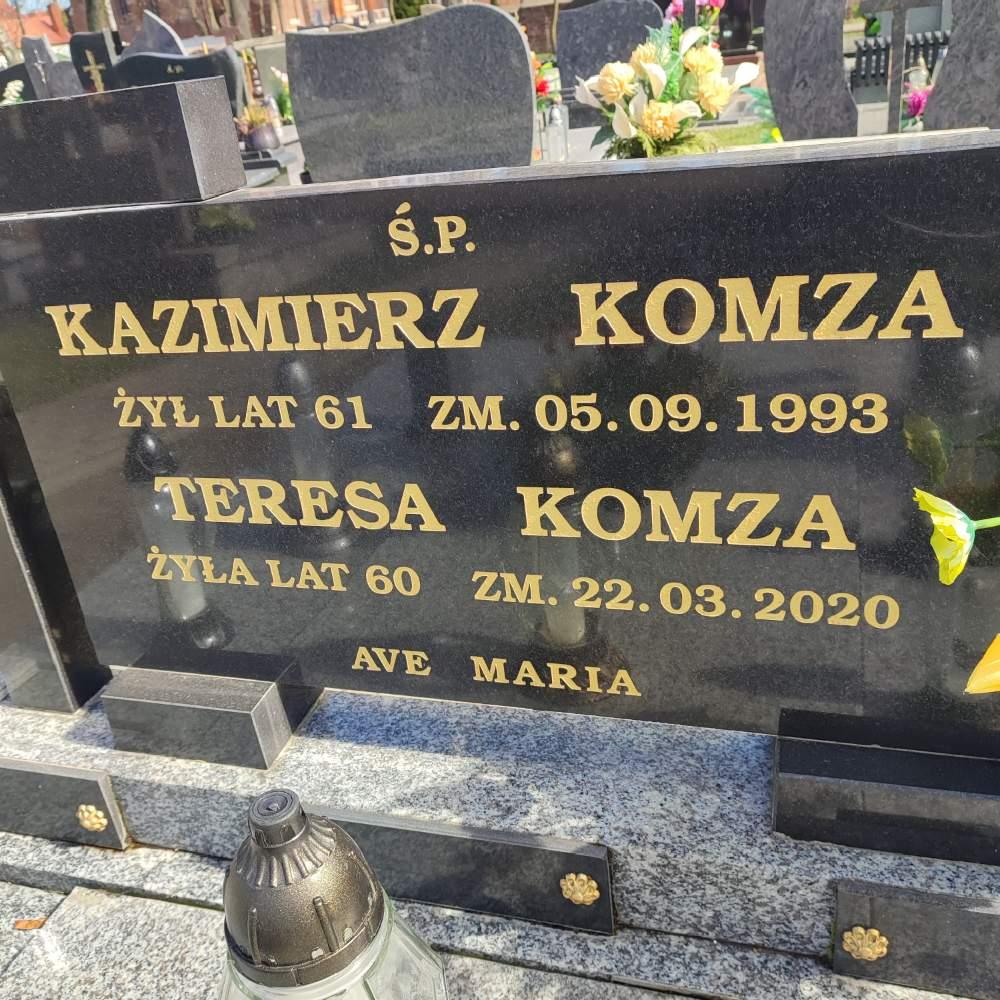 Ś.P.
KAZIMIERZ KOMZA
ŻYŁ LAT 61 ZM. 05.09.1993
TERESA KOMZA
ŻYŁA LAT 60 ZM. 22.03.2020
AVE MARIA